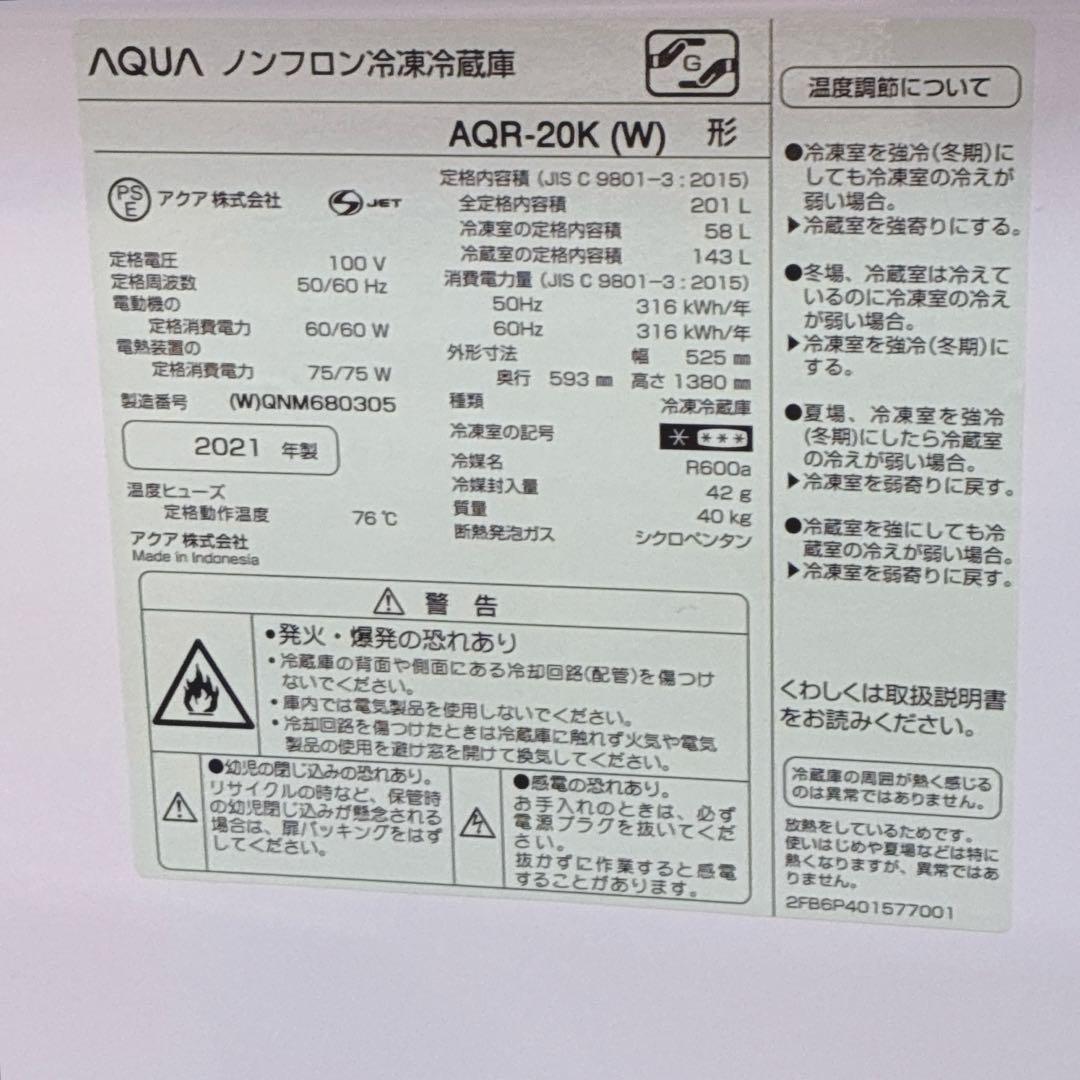 AQUA ノンフロン冷凍冷蔵庫
G
AQR-20K (W) 形
PS
E
アクア 株式会社
JET
定格電圧 100 V
定格周波数 50/60 Hz
電動機の
定格消費電力 60/60 W
電熱装置の
定格消費電力 75/75 W
製造番号 (W)QNM680305
2021 年製
温度ヒューズ
定格動作温度 76℃
アクア 株式会社
Made in Indonesia
定格内容積 (JIS C 9801-3 : 2015)
全定格内容積 201 L
冷凍室の定格内容積 58 L
冷蔵室の定格内容積 143 L
消費電力量 (JIS C 9801-3 : 2015)
50Hz 316 kWh/年
60Hz 316 kWh/年
外形寸法 幅 525 ㎜
奥行 593 ㎜ 高さ 1380 ㎜
種類 冷凍冷蔵庫
冷凍室の記号 * ***
冷媒名 R600a
冷媒封入量 42 g
質量 40 kg
断熱発泡ガス シクロペンタン
⚠ 警 告
•発火・爆発の恐れあり
・冷蔵庫の背面や側面にある冷却回路(配管)を傷つけ
ないでください。
・庫内では電気製品を使用しないでください。
・冷却回路を傷つけたときは冷蔵庫に触れず火気や電気
製品の使用を避け窓を開けて換気してください。
●幼児の閉じ込みの恐れあり。
リサイクルの時など、保管時
の幼児閉じ込みが懸念される
場合は、扉パッキングをはず
してください。
●感電の恐れあり。
お手入れのときは、必ず
電源プラグを抜いてくだ
さい。
抜かずに作業すると感電
することがあります。
温度調節について
●冷凍室を強冷(冬期)に
しても冷凍室の冷えが
弱い場合。
▶冷蔵室を強寄りにする。
●冬場、冷蔵室は冷えて
いるのに冷凍室の冷え
が弱い場合。
▶冷凍室を強冷(冬期)に
する。
●夏場、冷凍室を強冷
(冬期)にしたら冷蔵室
の冷えが弱い場合。
▶冷凍室を弱寄りに戻す。
●冷蔵室を強にしても冷
蔵室の冷えが弱い場合。
▶冷凍室を弱寄りに戻す。
くわしくは取扱説明書
をお読みください。
冷蔵庫の周囲が熱く感じる
のは異常ではありません。
放熱をしているためです。
使いはじめや夏場などは特に
熱くなりますが、異常ではあ
りません。
2FB6P401577001